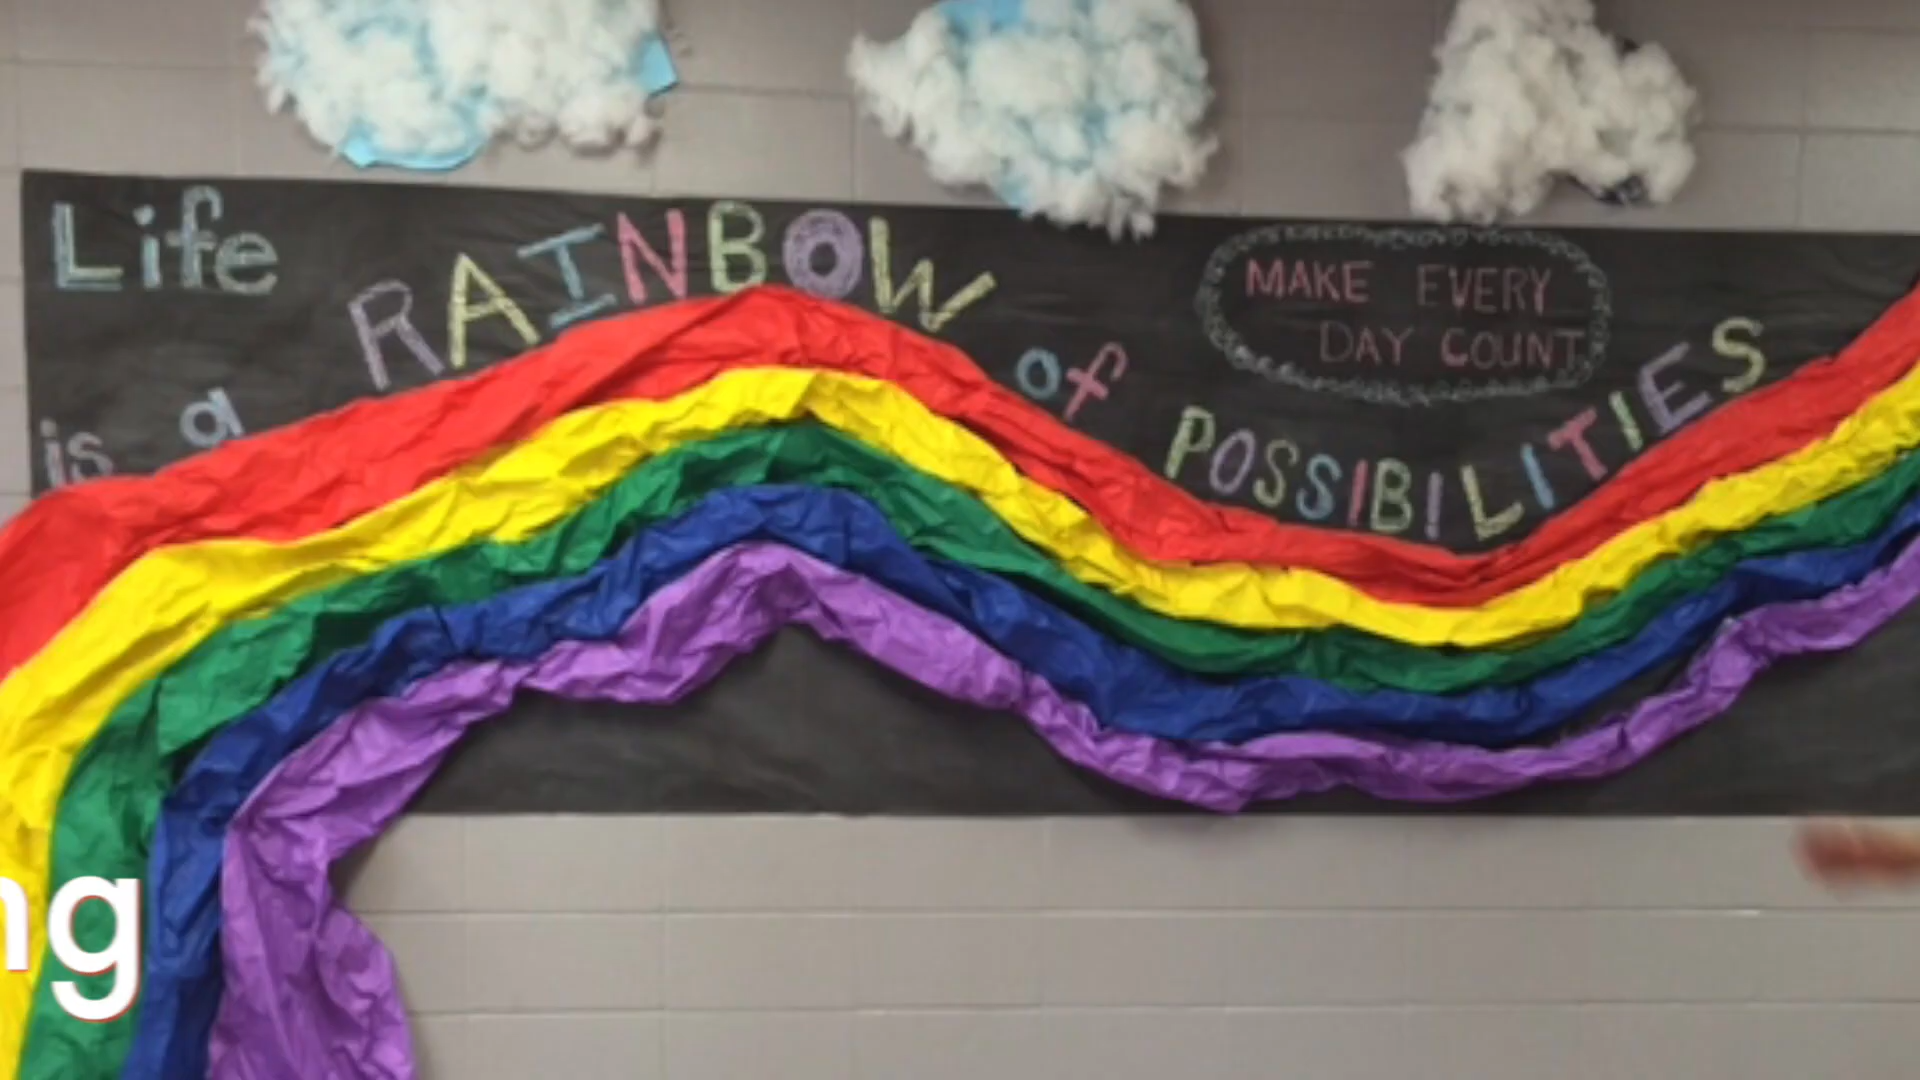 Life
is a
RAINBOW
of
POSSIBILITIES
MAKE EVERY
DAY COUNT
ng